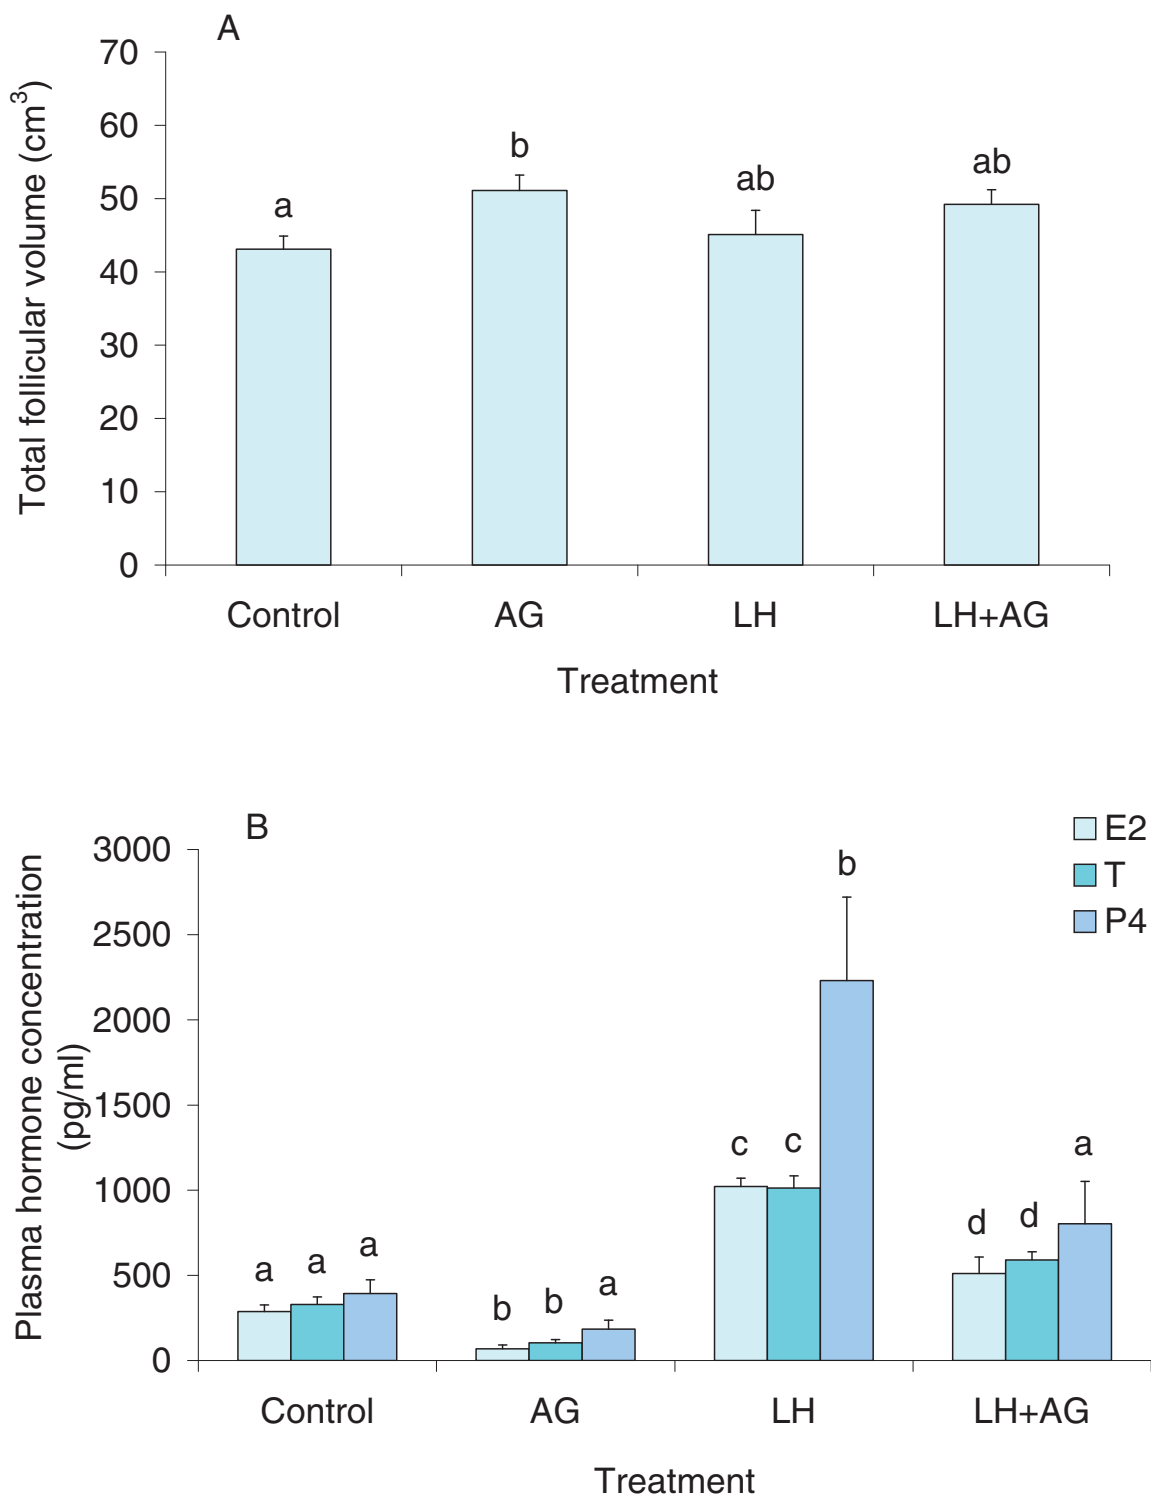 A
Total follicular volume (cm³)
70
60
50
40
30
20
10
0
a
b
ab
ab
Control AG LH LH+AG
Treatment
B
Plasma hormone concentration
(pg/ml)
3000
2500
2000
1500
1000
500
0
E2
T
P4
a a a
b b a
c c b
d d a
Control AG LH LH+AG
Treatment